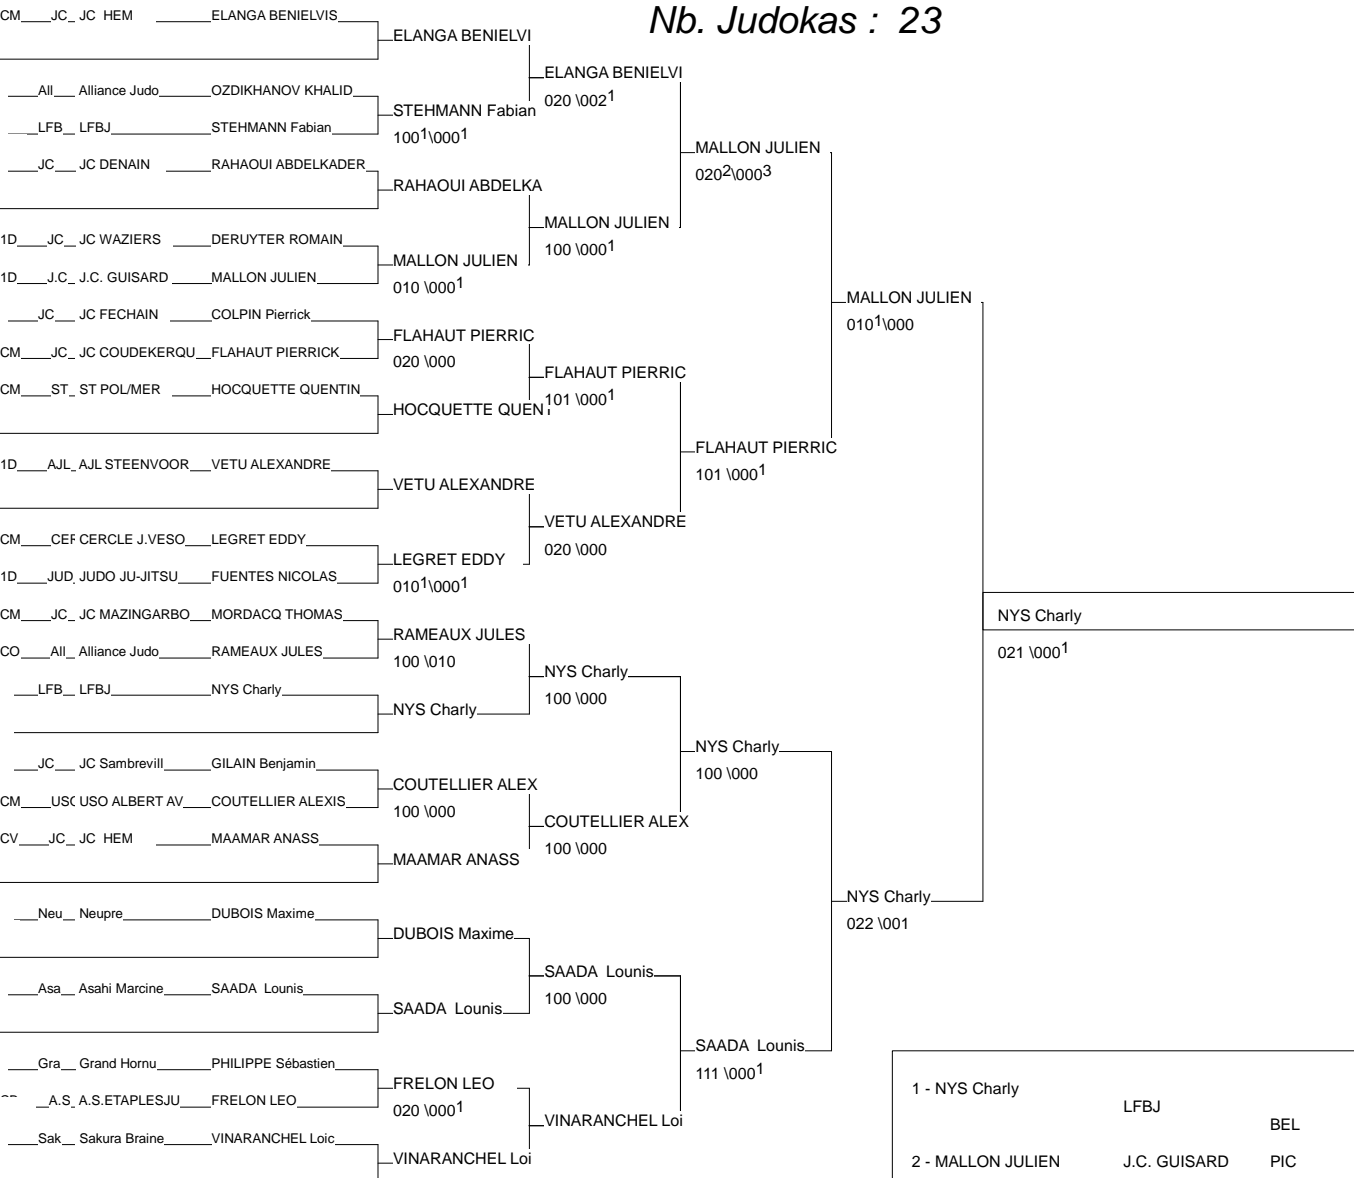 Nb. Judokas : 23
CM JC JC HEM ELANGA BENIELVIS
ELANGA BENIELVI
ELANGA BENIELVI
020 \002¹
All Alliance Judo OZDIKHANOV KHALID
STEHMANN Fabian
100¹\000¹
LFB LFBJ STEHMANN Fabian
MALLON JULIEN
020²\000³
JC JC DENAIN RAHAOUI ABDELKADER
RAHAOUI ABDELKA
MALLON JULIEN
100 \000¹
1D JC JC WAZIERS DERUYTER ROMAIN
MALLON JULIEN
010 \000¹
1D J.C J.C. GUISARD MALLON JULIEN
MALLON JULIEN
010¹\000
JC JC FECHAIN COLPIN Pierrick
FLAHAUT PIERRIC
020 \000
CM JC JC COUDEKERQU FLAHAUT PIERRICK
FLAHAUT PIERRIC
101 \000¹
CM ST ST POL/MER HOCQUETTE QUENTIN
HOCQUETTE QUENT
FLAHAUT PIERRIC
101 \000¹
1D AJL AJL STEENVOOR VETU ALEXANDRE
VETU ALEXANDRE
VETU ALEXANDRE
020 \000
CM CER CERCLE J.VESO LEGRET EDDY
LEGRET EDDY
010¹\000¹
1D JUD JUDO JU-JITSU FUENTES NICOLAS
CM JC JC MAZINGARBO MORDACQ THOMAS
NYS Charly
021 \000¹
RAMEAUX JULES
100 \010
CO All Alliance Judo RAMEAUX JULES
NYS Charly
100 \000
LFB LFBJ NYS Charly
NYS Charly
NYS Charly
100 \000
JC JC Sambrevill GILAIN Benjamin
COUTELLIER ALEX
100 \000
CM USO USO ALBERT AV COUTELLIER ALEXIS
COUTELLIER ALEX
100 \000
CV JC JC HEM MAAMAR ANASS
MAAMAR ANASS
NYS Charly
022 \001
Neu Neupre DUBOIS Maxime
DUBOIS Maxime
SAADA Lounis
100 \000
Asa Asahi Marcine SAADA Lounis
SAADA Lounis
SAADA Lounis
111 \000¹
Gra Grand Hornu PHILIPPE Sébastien
FRELON LEO
020 \000¹
A.S A.S.ETAPLESJU FRELON LEO
VINARANCHEL Loi
Sak Sakura Braine VINARANCHEL Loic
VINARANCHEL Loi
1 - NYS Charly LFBJ BEL
2 - MALLON JULIEN J.C. GUISARD PIC